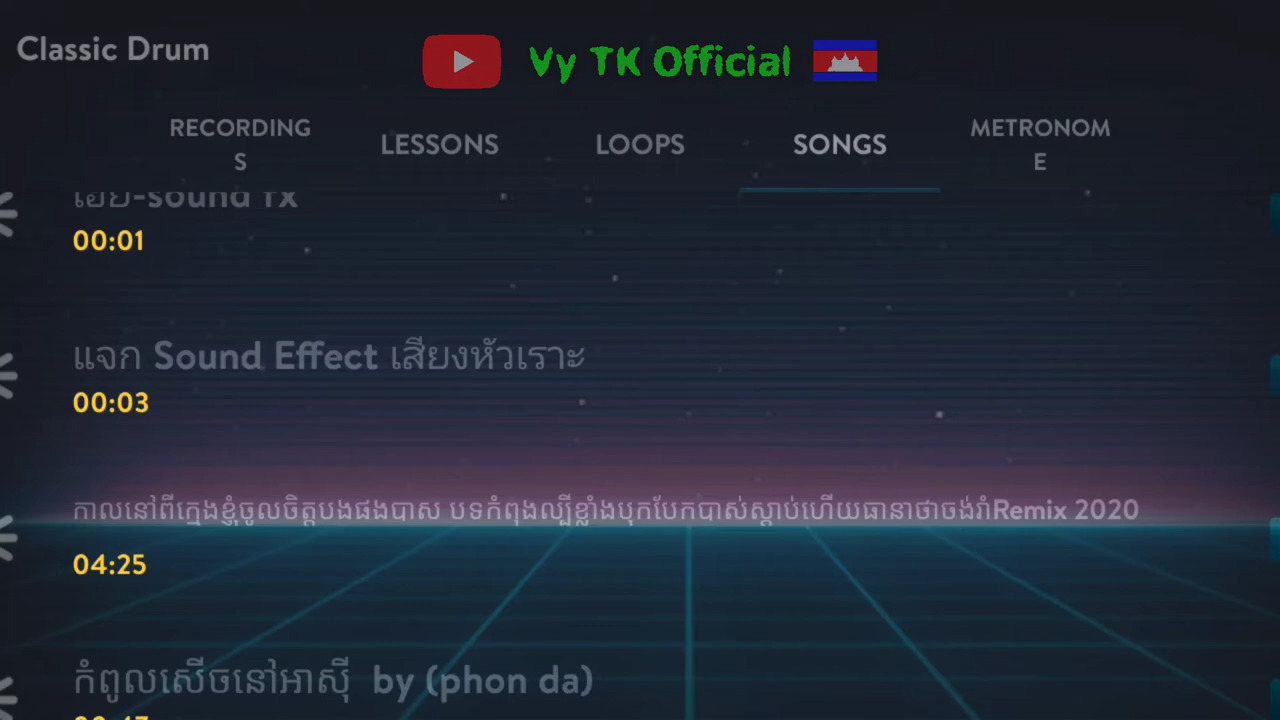 Classic Drum
Vy TK Official
RECORDING
S
LESSONS
LOOPS
SONGS
METRONOM
E
เฮีย-sound fx
00:01
แจก Sound Effect เสียงหัวเราะ
00:03
កាលនៅពីក្មេងខ្ញុំចូលចិត្តបងផងបាស បទកំពុងល្បីខ្លាំងបុកបែកបាស់ស្តាប់ហើយធានាថាចង់រាំRemix 2020
04:25
កំពូលសើចនៅអាស៊ី by (phon da)